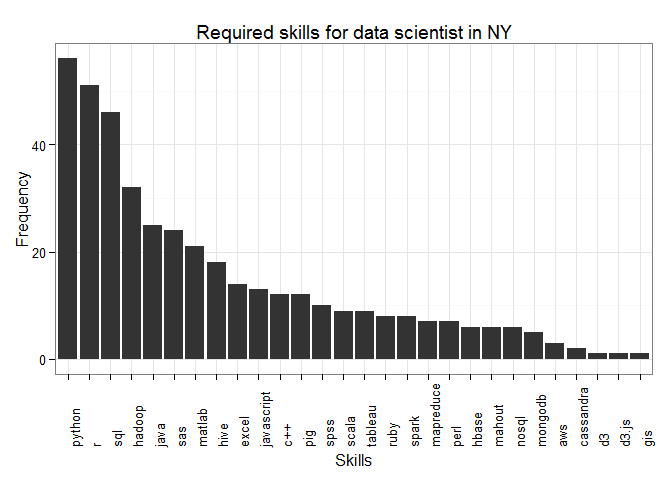 Required skills for data scientist in NY
Frequency
40
20
0
python
r
sql
hadoop
java
sas
matlab
hive
excel
javascript
c++
pig
spss
scala
tableau
ruby
spark
mapreduce
perl
hbase
mahout
nosql
mongodb
aws
cassandra
d3
d3.js
gis
Skills